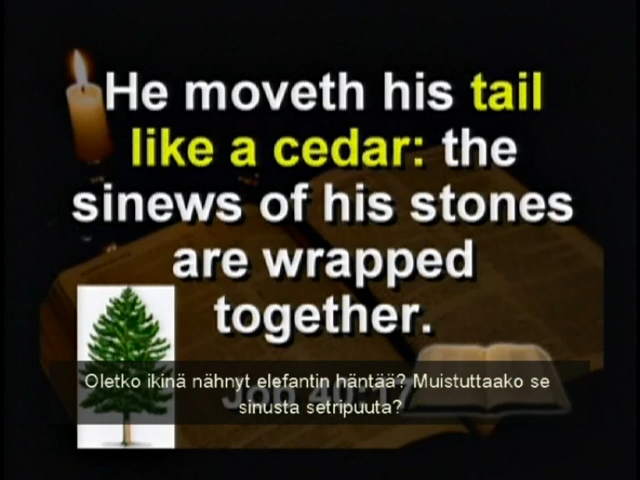 He moveth his tail
like a cedar: the
sinews of his stones
are wrapped
together.
Oletko ikinä nähnyt elefantin häntää? Muistuttaako se
sinusta setripuuta?